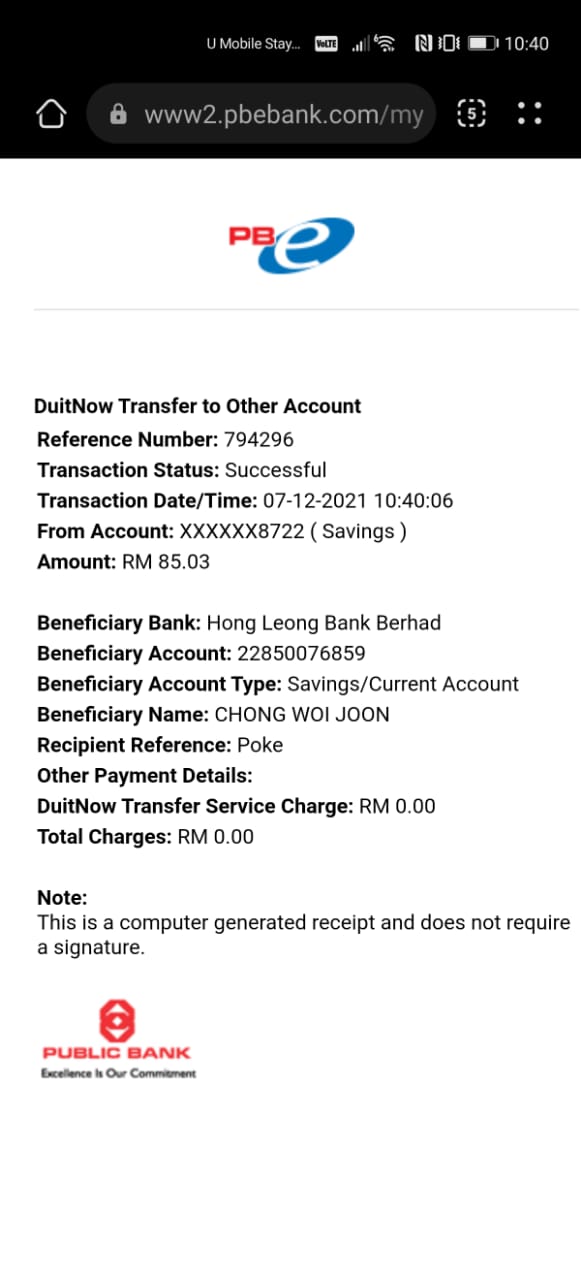 U Mobile Stay... VoLTE 6 10:40
www2.pbebank.com/my 5
PBe
DuitNow Transfer to Other Account
Reference Number: 794296
Transaction Status: Successful
Transaction Date/Time: 07-12-2021 10:40:06
From Account: XXXXXX8722 ( Savings )
Amount: RM 85.03
Beneficiary Bank: Hong Leong Bank Berhad
Beneficiary Account: 22850076859
Beneficiary Account Type: Savings/Current Account
Beneficiary Name: CHONG WOI JOON
Recipient Reference: Poke
Other Payment Details:
DuitNow Transfer Service Charge: RM 0.00
Total Charges: RM 0.00
Note:
This is a computer generated receipt and does not require
a signature.
PUBLIC BANK
Excellence Is Our Commitment